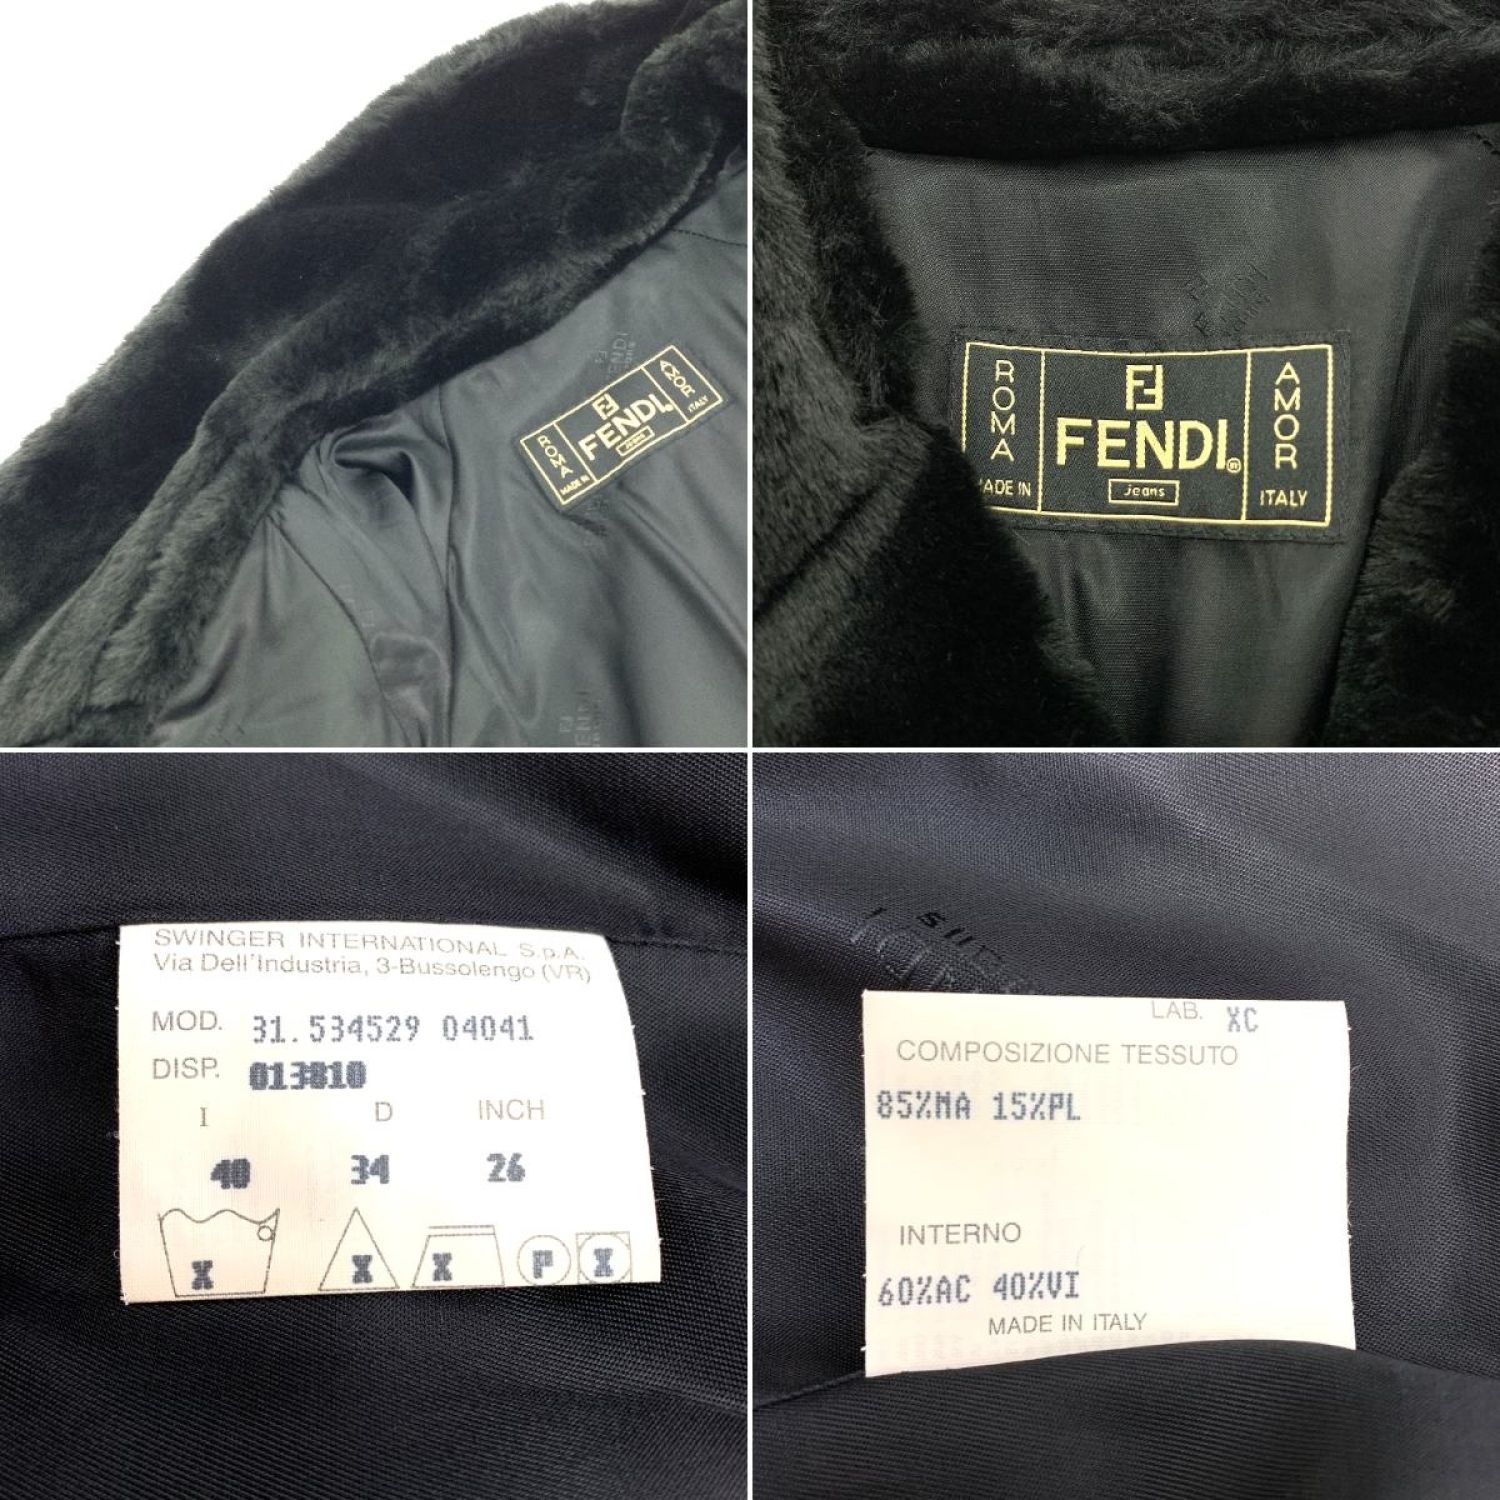 ROMA
MADE IN
FENDI
jeans
AMOR
ITALY
ROMA
ADE IN
FENDI
jeans
AMOR
ITALY
SWINGER INTERNATIONAL S.p.A.
Via Dell'Industria, 3-Bussolengo (VR)
MOD. 31.534529 04041
DISP. 013810
I D INCH
40 34 26
X X X P X
LAB. XC
COMPOSIZIONE TESSUTO
85%MA 15%PL
INTERNO
60%AC 40%VI
MADE IN ITALY